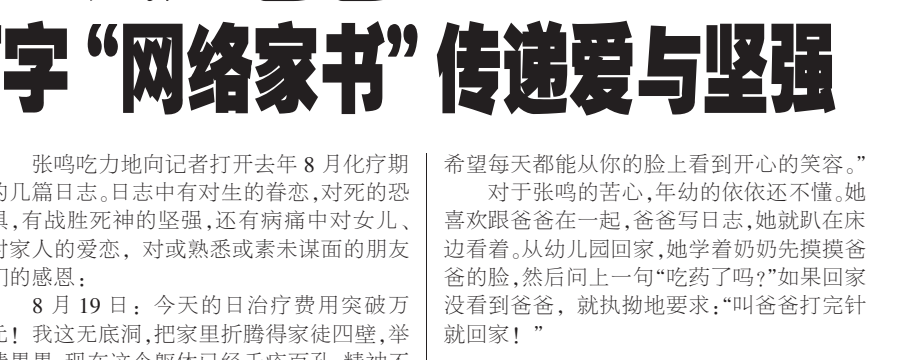 字“网络家书”传递爱与坚强
张鸣吃力地向记者打开去年 8 月化疗期
的几篇日志。日志中有对生的眷恋,对死的恐
惧,有战胜死神的坚强,还有病痛中对女儿、
对家人的爱恋，对或熟悉或素未谋面的朋友
们的感恩：
8 月 19 日：今天的日治疗费用突破万
元！我这无底洞,把家里折腾得家徒四壁,举
希望每天都能从你的脸上看到开心的笑容。”
对于张鸣的苦心,年幼的依依还不懂。她
喜欢跟爸爸在一起,爸爸写日志,她就趴在床
边看着。从幼儿园回家,她学着奶奶先摸摸爸
爸的脸,然后问上一句“吃药了吗?”如果回家
没看到爸爸，就执拗地要求:“叫爸爸打完针
就回家！”